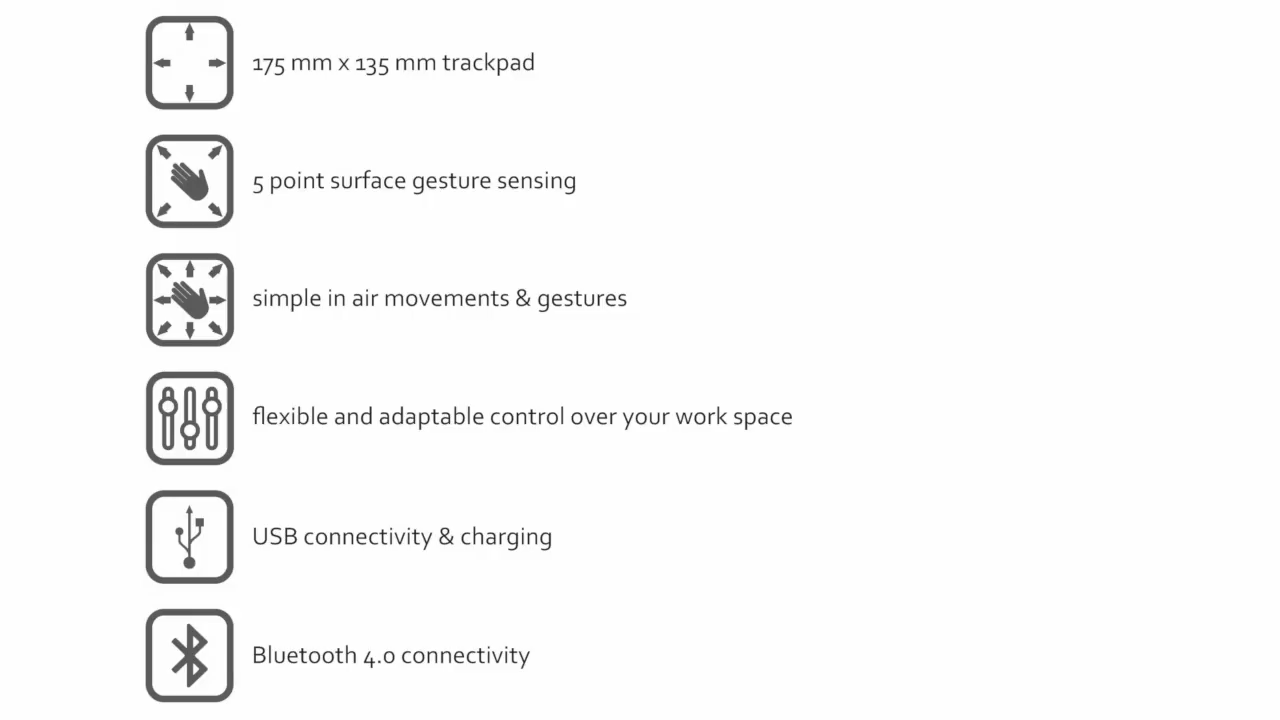 175 mm x 135 mm trackpad
5 point surface gesture sensing
simple in air movements & gestures
flexible and adaptable control over your work space
USB connectivity & charging
Bluetooth 4.0 connectivity